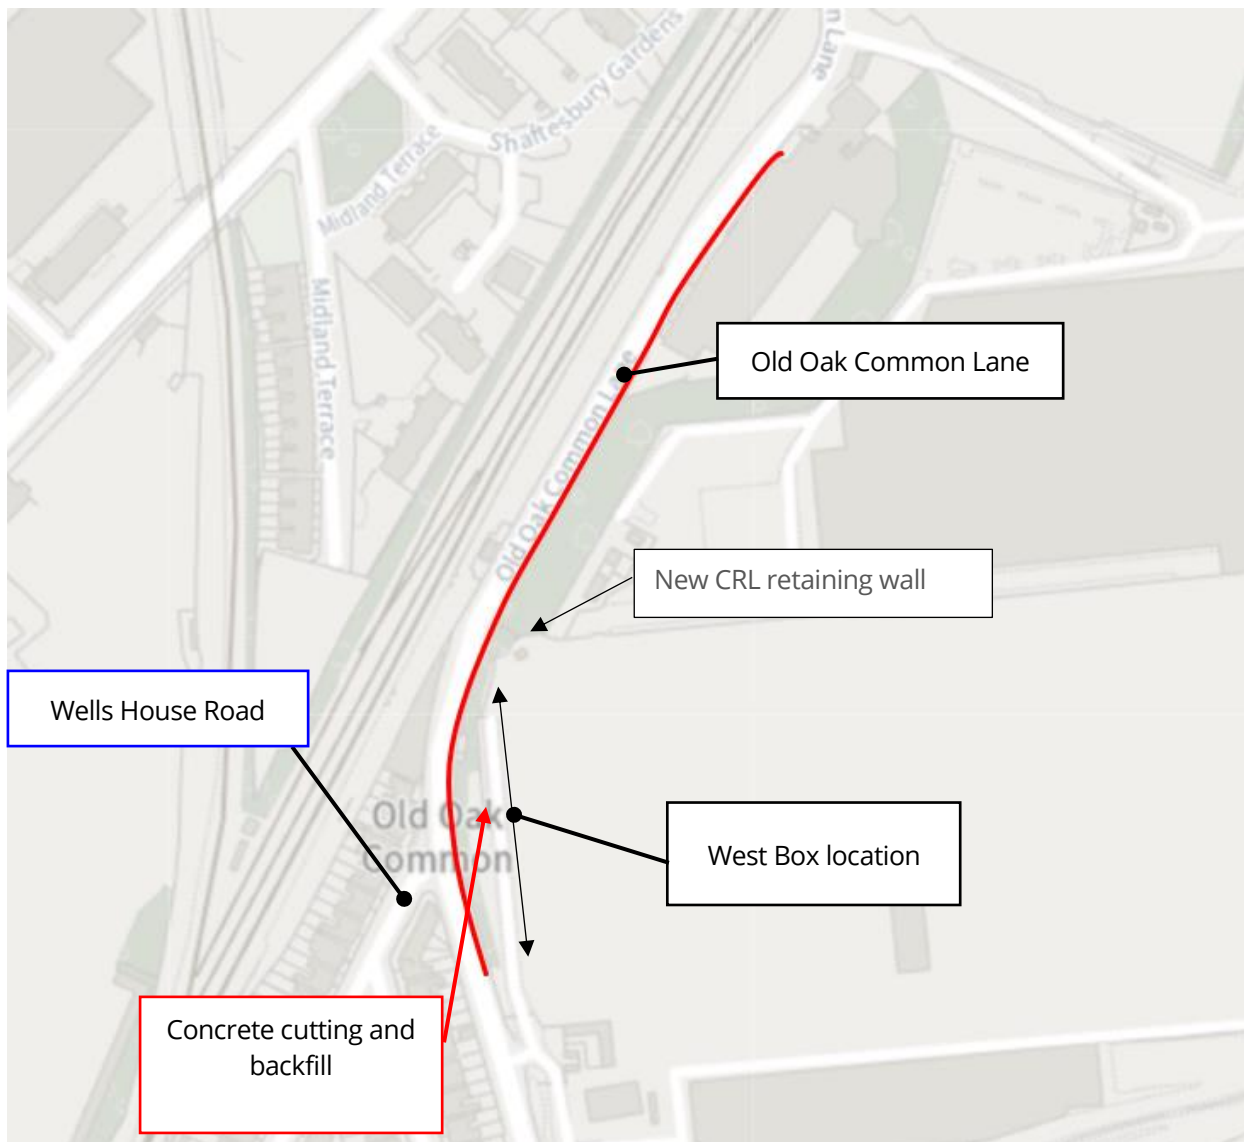 n Lane
Shaftesbury Gardens
Midland Terrace
Midland Terrace
Old Oak Common Lane
Old Oak Common Lane
New CRL retaining wall
Wells House Road
Old Oak
Common
West Box location
Concrete cutting and
backfill